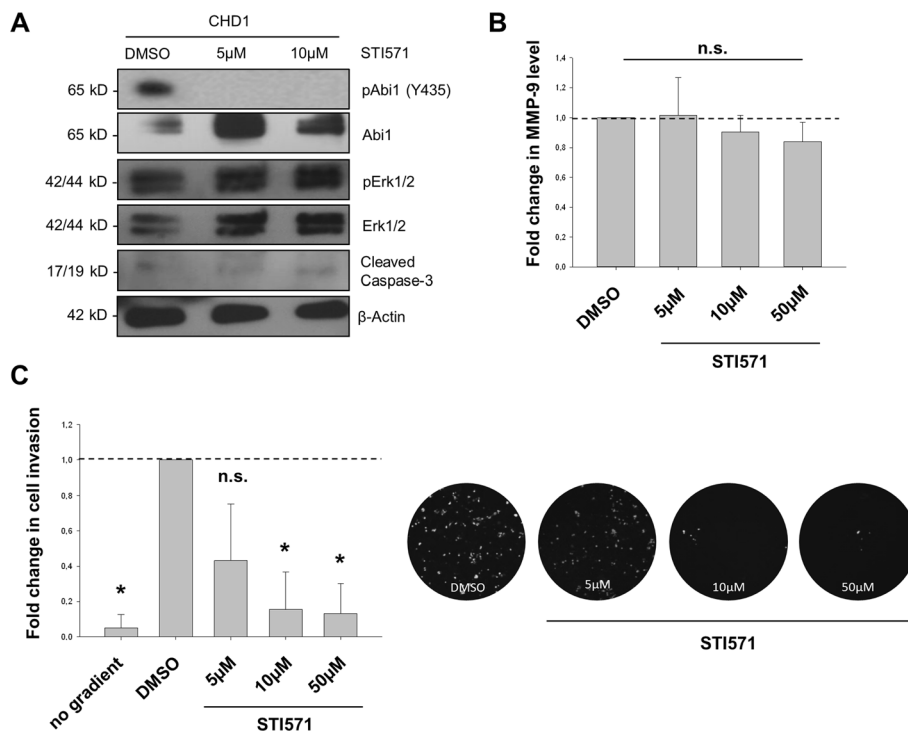 A
CHD1
DMSO 5µM 10µM STI571
65 kD pAbi1 (Y435)
65 kD Abi1
42/44 kD pErk1/2
42/44 kD Erk1/2
17/19 kD Cleaved
Caspase-3
42 kD β-Actin
B
Fold change in MMP-9 level
n.s.
1,4
1,2
1,0
0,8
0,6
0,4
0,2
0,0
DMSO 5µM 10µM 50µM
STI571
C
Fold change in cell invasion
1,2
1,0
0,8
0,6
0,4
0,2
0,0
n.s.
* * *
no gradient DMSO 5µM 10µM 50µM
STI571
DMSO 5µM 10µM 50µM
STI571